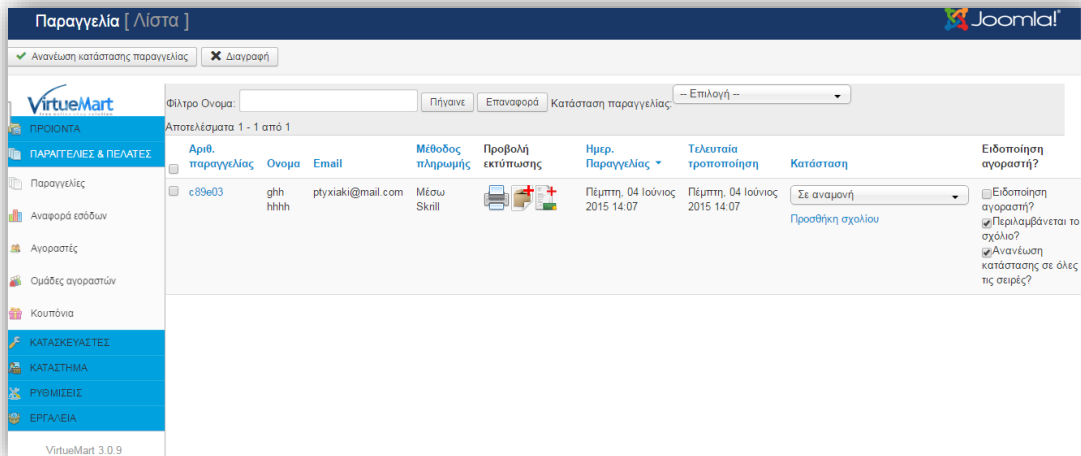 Παραγγελία [ Λίστα ]
Joomla!
Ανανέωση κατάστασης παραγγελίας
Διαγραφή
VirtueMart
Φίλτρο Ονομα:
Πήγαινε
Επαναφορά
Κατάσταση παραγγελίας:
-- Επιλογή --
Αποτελέσματα 1 - 1 από 1
ΠΡΟΙΟΝΤΑ
ΠΑΡΑΓΓΕΛΙΕΣ & ΠΕΛΑΤΕΣ
Παραγγελίες
Αναφορά εσόδων
Αγοραστές
Ομάδες αγοραστών
Κουπόνια
ΚΑΤΑΣΚΕΥΑΣΤΕΣ
ΚΑΤΑΣΤΗΜΑ
ΡΥΘΜΙΣΕΙΣ
ΕΡΓΑΛΕΙΑ
VirtueMart 3.0.9
Αριθ.
παραγγελίας
Ονομα
Email
Μέθοδος
πληρωμής
Προβολή
εκτύπωσης
Ημερ.
Παραγγελίας
Τελευταία
τροποποίηση
Κατάσταση
Ειδοποίηση
αγοραστή?
c89e03
ghh
hhhh
ptyxiaki@mail.com
Μέσω
Skrill
Πέμπτη, 04 Ιούνιος
2015 14:07
Πέμπτη, 04 Ιούνιος
2015 14:07
Σε αναμονή
Προσθήκη σχολίου
Ειδοποίηση
αγοραστή?
Περιλαμβάνεται το
σχόλιο?
Ανανέωση
κατάστασης σε όλες
τις σειρές?